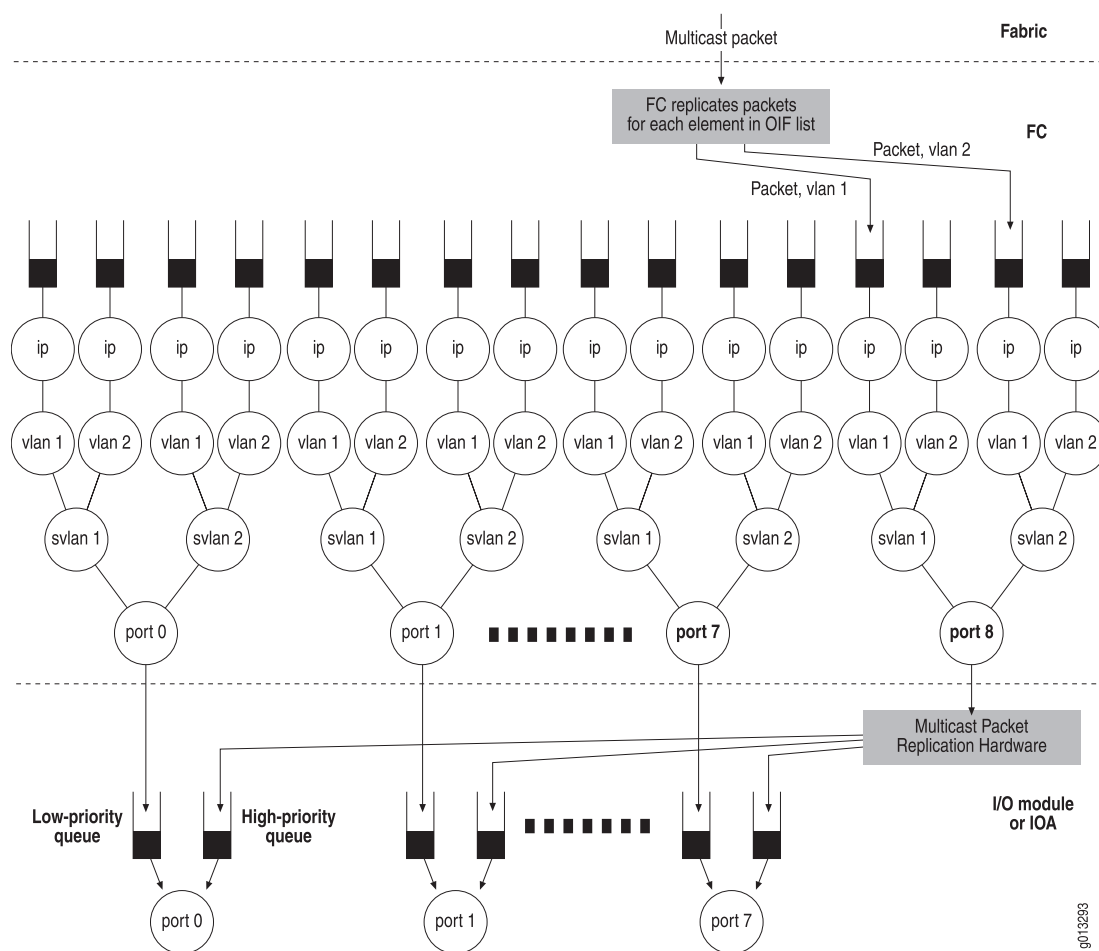 Fabric
Multicast packet
FC replicates packets
for each element in OIF list
FC
Packet, vlan 2
Packet, vlan 1
ip ip ip ip ip ip ip ip ip ip ip ip ip ip ip ip
vlan 1 vlan 2 vlan 1 vlan 2 vlan 1 vlan 2 vlan 1 vlan 2 vlan 1 vlan 2 vlan 1 vlan 2 vlan 1 vlan 2 vlan 1 vlan 2
svlan 1 svlan 2 svlan 1 svlan 2 svlan 1 svlan 2 svlan 1 svlan 2
port 0 port 1 port 7 port 8
Multicast Packet
Replication Hardware
Low-priority
queue
High-priority
queue
I/O module
or IOA
port 0 port 1 port 7
g013293